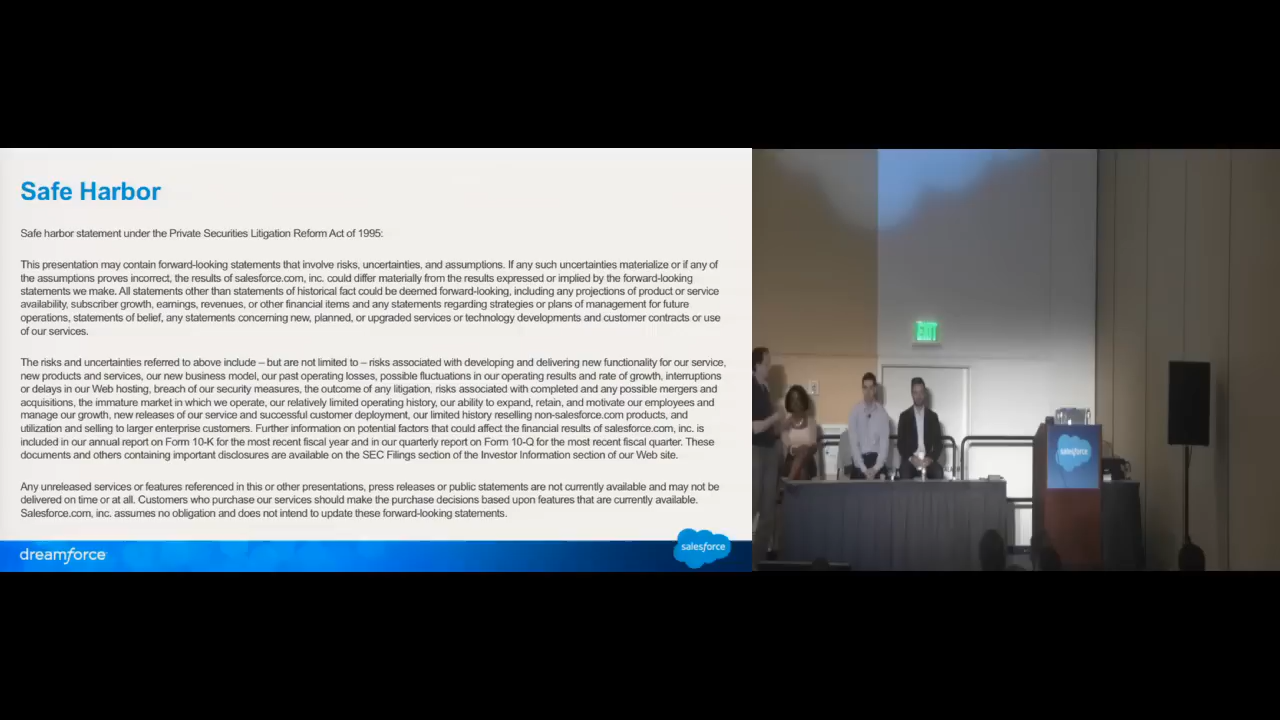 Safe Harbor
Safe harbor statement under the Private Securities Litigation Reform Act of 1995:
This presentation may contain forward-looking statements that involve risks, uncertainties, and assumptions. If any such uncertainties materialize or if any of
the assumptions proves incorrect, the results of salesforce.com, inc. could differ materially from the results expressed or implied by the forward-looking
statements we make. All statements other than statements of historical fact could be deemed forward-looking, including any projections of product or service
availability, subscriber growth, earnings, revenues, or other financial items and any statements regarding strategies or plans of management for future
operations, statements of belief, any statements concerning new, planned, or upgraded services or technology developments and customer contracts or use
of our services.
The risks and uncertainties referred to above include – but are not limited to – risks associated with developing and delivering new functionality for our service,
new products and services, our new business model, our past operating losses, possible fluctuations in our operating results and rate of growth, interruptions
or delays in our Web hosting, breach of our security measures, the outcome of any litigation, risks associated with completed and any possible mergers and
acquisitions, the immature market in which we operate, our relatively limited operating history, our ability to expand, retain, and motivate our employees and
manage our growth, new releases of our service and successful customer deployment, our limited history reselling non-salesforce.com products, and
utilization and selling to larger enterprise customers. Further information on potential factors that could affect the financial results of salesforce.com, inc. is
included in our annual report on Form 10-K for the most recent fiscal year and in our quarterly report on Form 10-Q for the most recent fiscal quarter. These
documents and others containing important disclosures are available on the SEC Filings section of the Investor Information section of our Web site.
Any unreleased services or features referenced in this or other presentations, press releases or public statements are not currently available and may not be
delivered on time or at all. Customers who purchase our services should make the purchase decisions based upon features that are currently available.
Salesforce.com, inc. assumes no obligation and does not intend to update these forward-looking statements.
dreamforce
salesforce
EXIT
salesforce